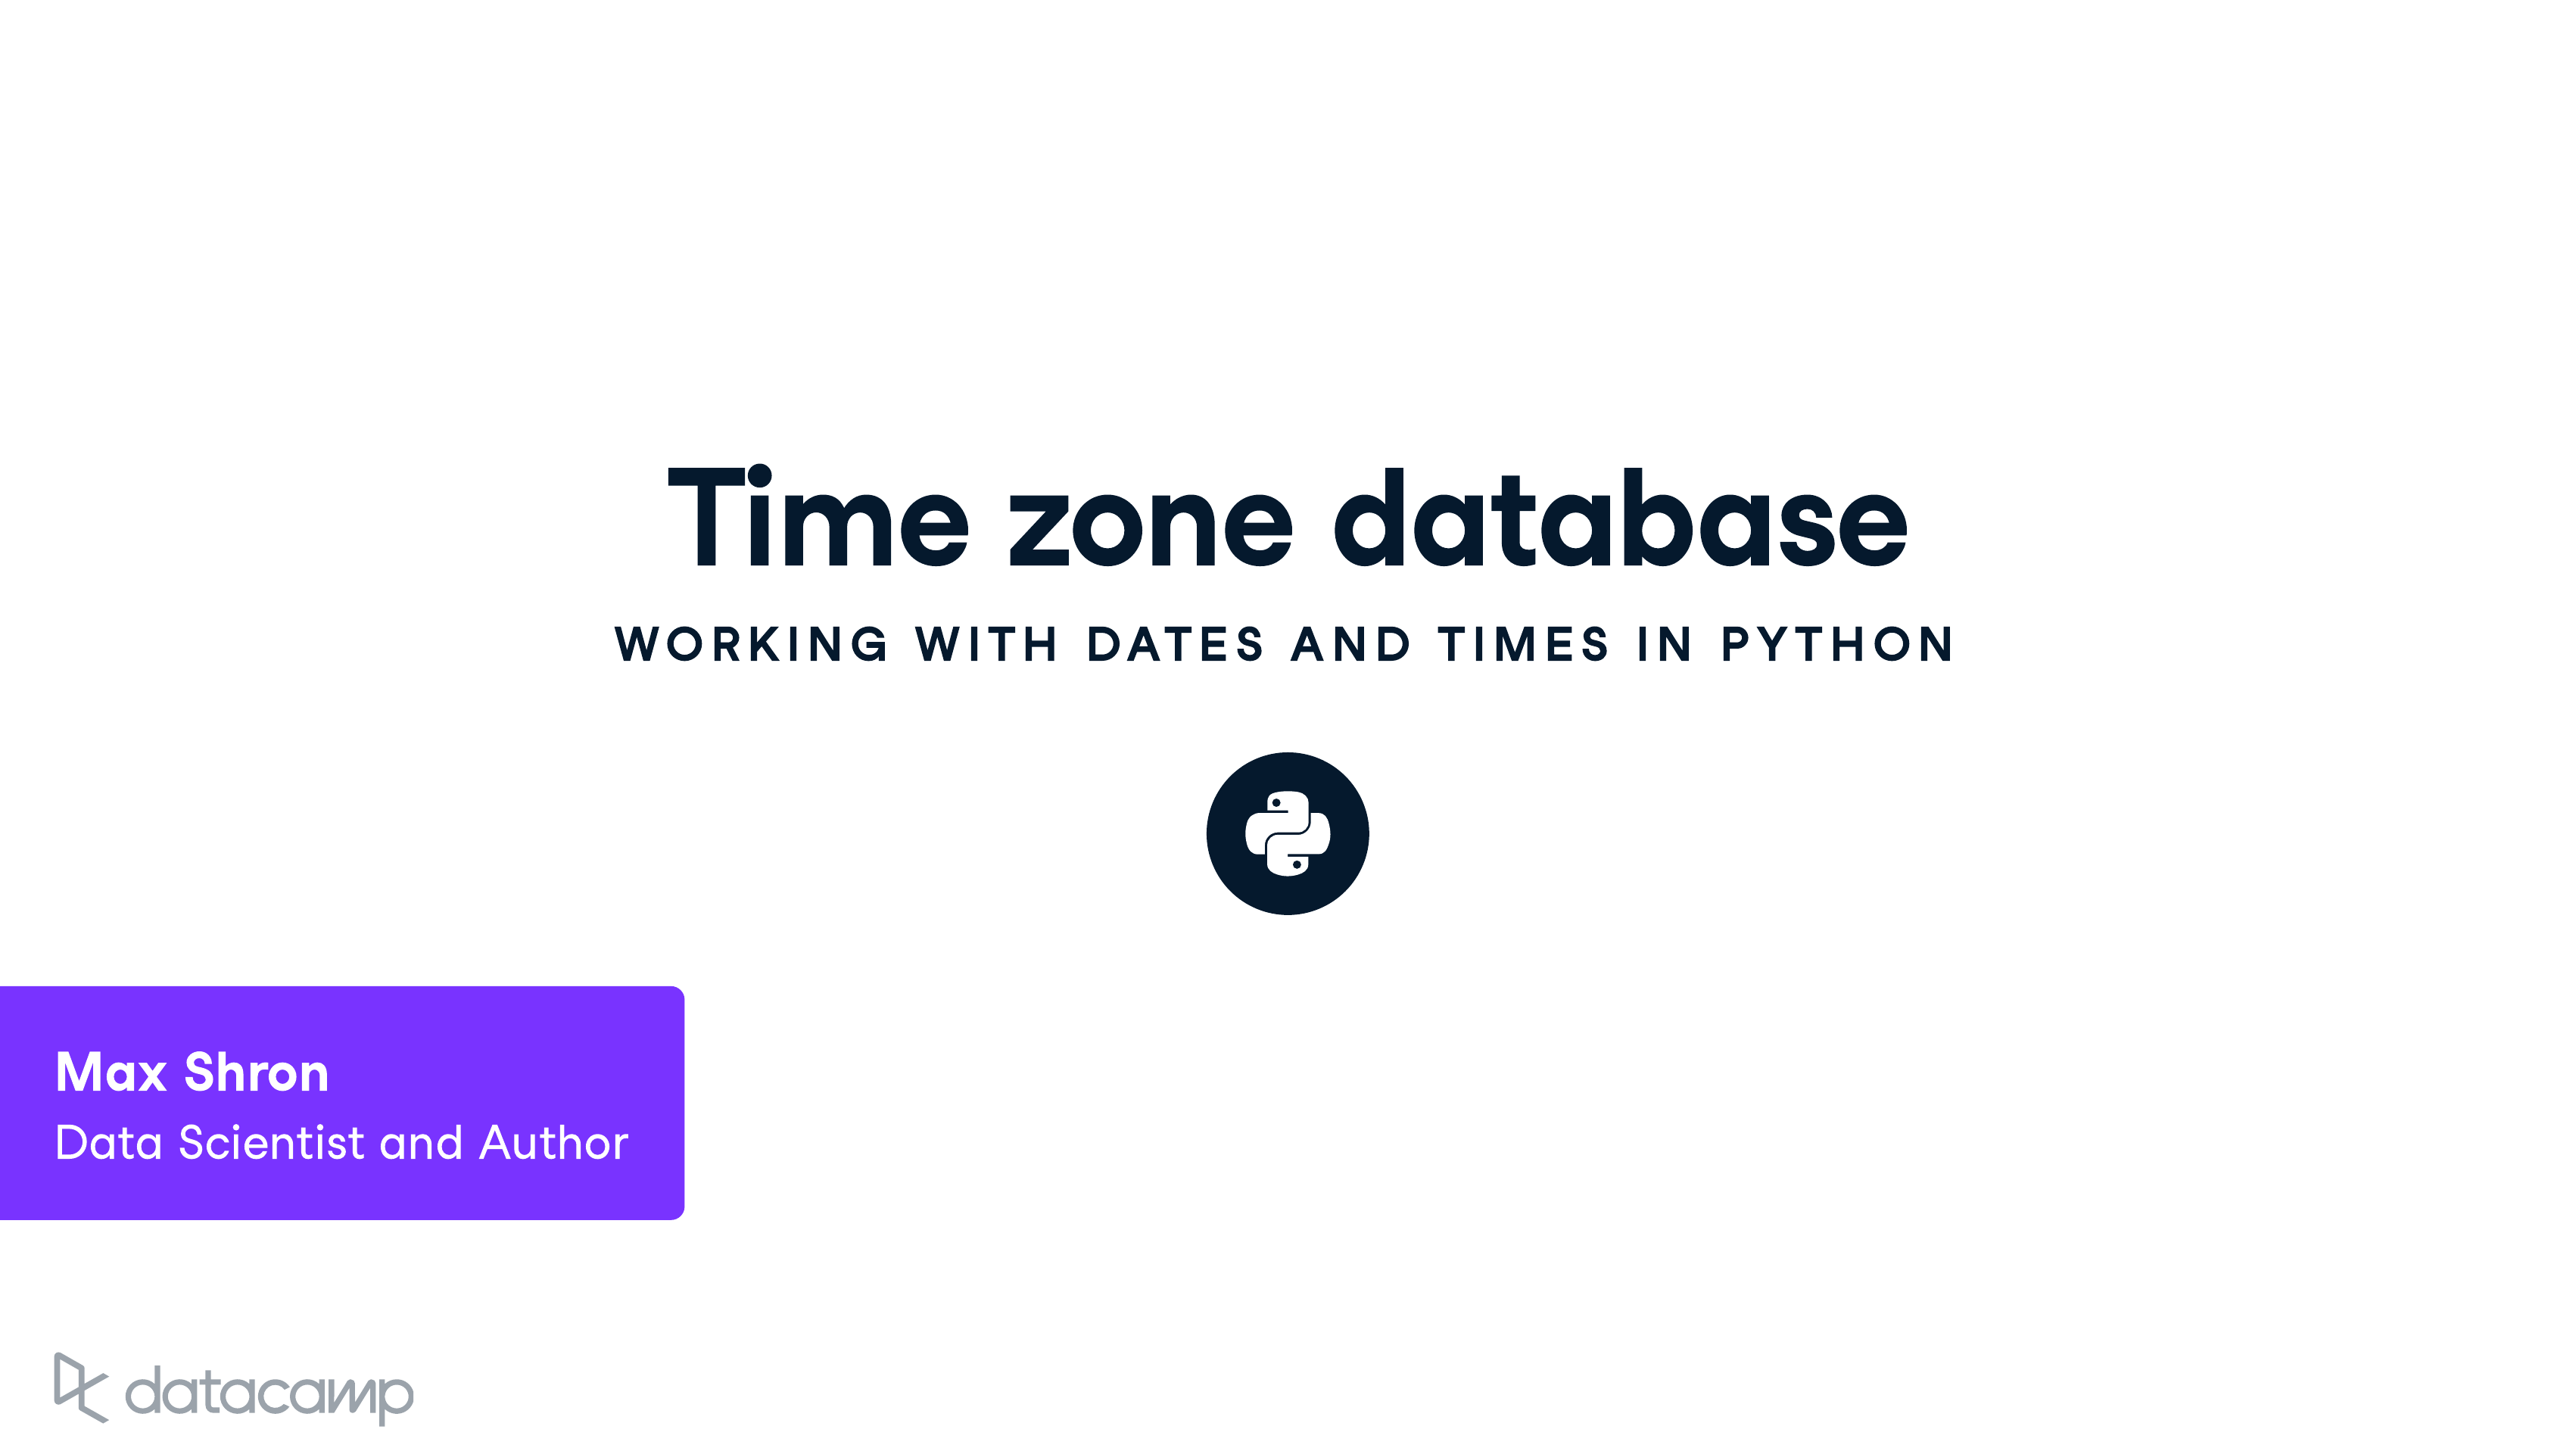 Time zone database
WORKING WITH DATES AND TIMES IN PYTHON
Max Shron
Data Scientist and Author
datacamp